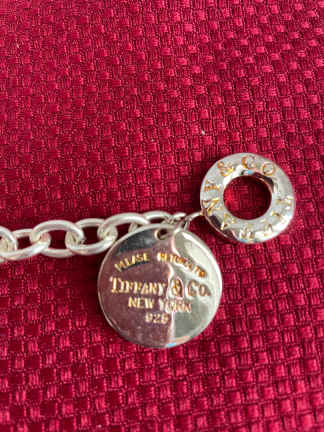 PLEASE RETURN TO
TIFFANY & CO.
NEW YORK
925
TIFFANY & CO